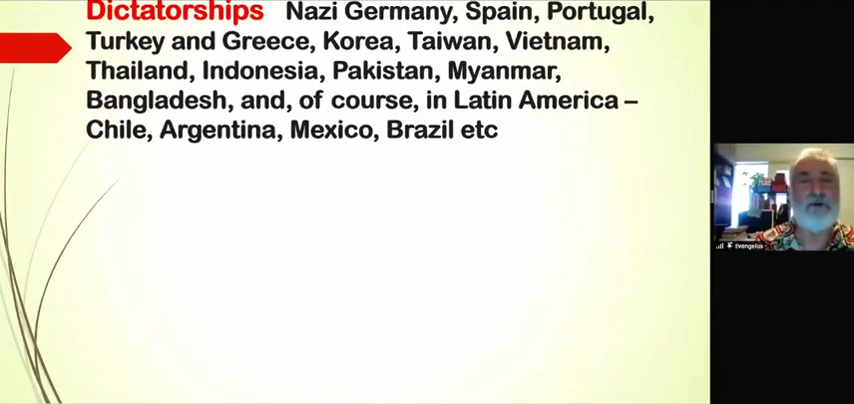 Dictatorships Nazi Germany, Spain, Portugal,
Turkey and Greece, Korea, Taiwan, Vietnam,
Thailand, Indonesia, Pakistan, Myanmar,
Bangladesh, and, of course, in Latin America –
Chile, Argentina, Mexico, Brazil etc
Evangelos